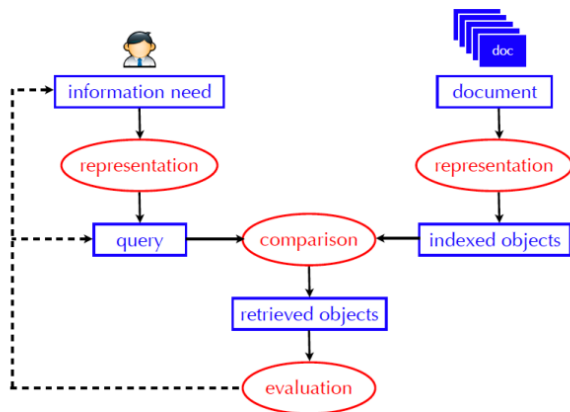 doc
information need
document
representation
representation
query
comparison
indexed objects
retrieved objects
evaluation